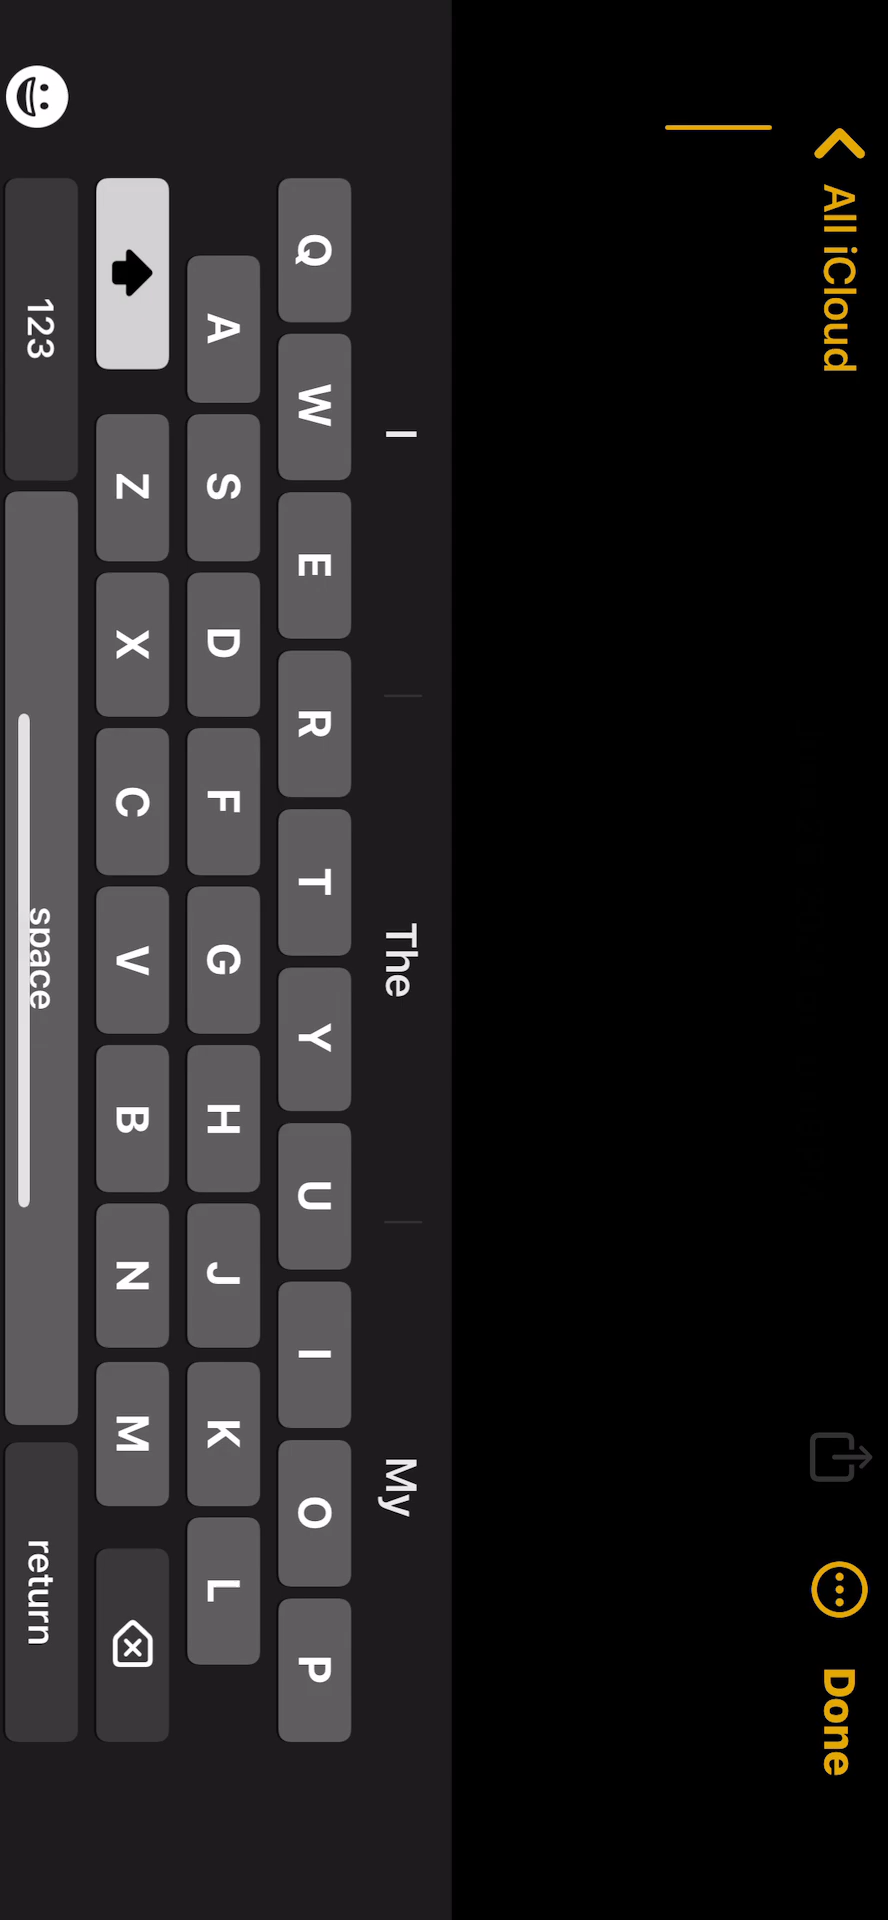 All iCloud Done
I The My
Q W E R T Y U I O P
A S D F G H J K L
Z X C V B N M
123 space return